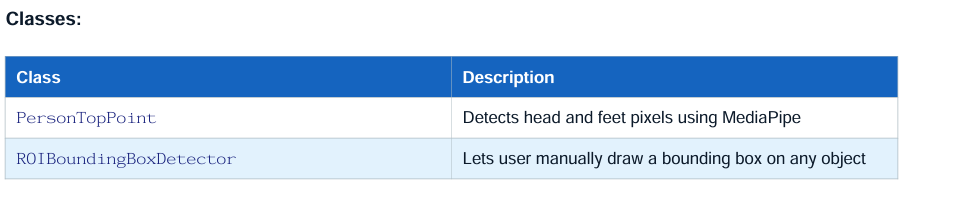 Classes:
Class Description
PersonTopPoint Detects head and feet pixels using MediaPipe
ROIBoundingBoxDetector Lets user manually draw a bounding box on any object